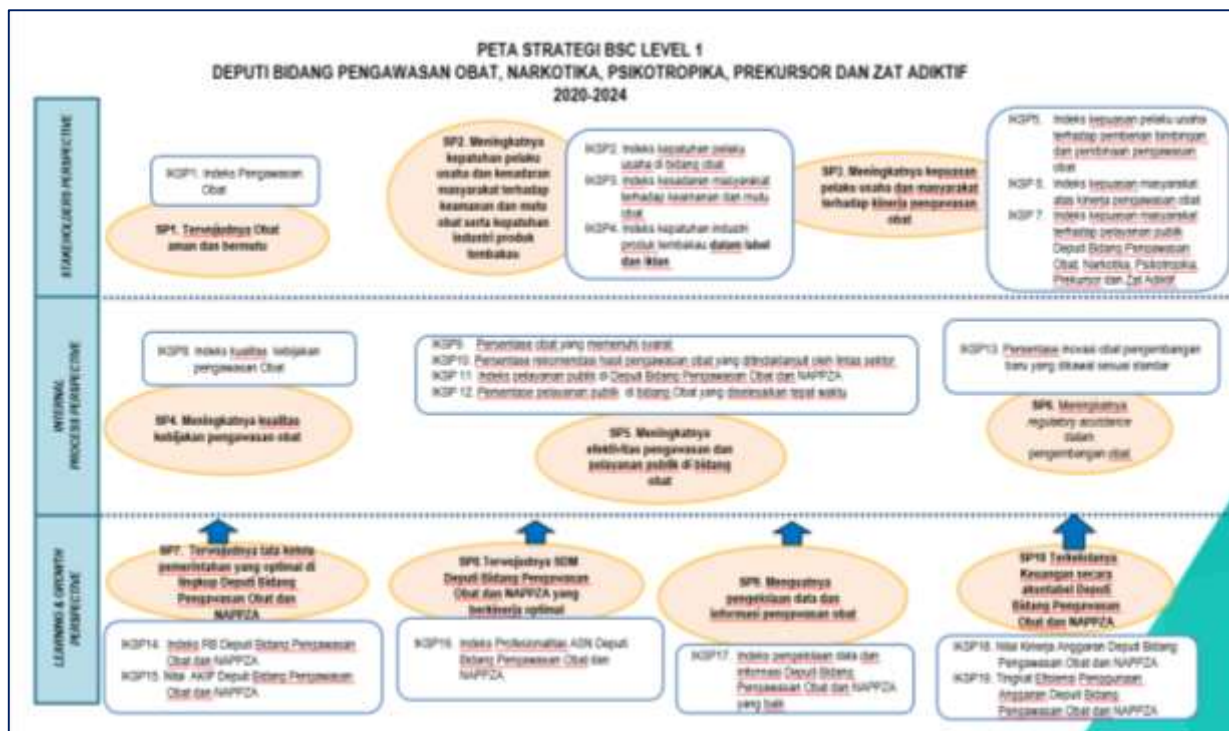 PETA STRATEGI BSC LEVEL 1
DEPUTI BIDANG PENGAWASAN OBAT, NARKOTIKA, PSIKOTROPIKA, PREKURSOR DAN ZAT ADIKTIF
2020-2024
STAKEHOLDERS PERSPECTIVE
IKSP1. Indeks Pengawasan
Obat
SP1. Terwujudnya Obat
aman dan bermutu
SP2. Meningkatnya
kepatuhan pelaku
usaha dan kesadaran
masyarakat terhadap
keamanan dan mutu
obat serta kepatuhan
industri produk
tembakau
IKSP2. Indeks kepatuhan pelaku
usaha di bidang obat
IKSP3. Indeks kesadaran masyarakat
terhadap keamanan dan mutu
obat
IKSP4. Indeks kepatuhan industri
produk tembakau dalam label
dan Iklan
SP3. Meningkatnya kepuasan
pelaku usaha dan masyarakat
terhadap kinerja pengawasan
obat
IKSP5. Indeks kepuasan pelaku usaha
terhadap pemberian bimbingan
dan pembinaan pengawasan
obat
IKSP 6. Indeks kepuasan masyarakat
atas kinerja pengawasan obat
IKSP 7. Indeks kepuasan masyarakat
terhadap pelayanan publik
Deputi Bidang Pengawasan
Obat, Narkotika, Psikotropika,
Prekursor dan Zat Adiktif
INTERNAL
PROCESS PERSPECTIVE
IKSP8. Indeks kualitas kebijakan
pengawasan Obat
SP4. Meningkatnya kualitas
kebijakan pengawasan obat
IKSP9. Persentase obat yang memenuhi syarat
IKSP10. Persentase rekomendasi hasil pengawasan obat yang ditindaklanjuti oleh lintas sektor
IKSP 11. Indeks pelayanan publik di Deputi Bidang Pengawasan Obat dan NAPPZA
IKSP 12. Persentase pelayanan publik di bidang Obat yang diselesaikan tepat waktu
SP5. Meningkatnya
efektivitas pengawasan dan
pelayanan publik di bidang
obat
IKSP13. Persentase inovasi obat pengembangan
baru yang dikawal sesuai standar
SP6. Meningkatnya
regulatory assistance
dalam
pengembangan obat
LEARNING & GROWTH
PERSPECTIVE
SP7. Terwujudnya tata kelola
pemerintahan yang optimal di
lingkup Deputi Bidang
Pengawasan Obat dan
NAPPZA
IKSP14. Indeks RB Deputi Bidang Pengawasan
Obat dan NAPPZA
IKSP15. Nilai AKIP Deputi Bidang Pengawasan
Obat dan NAPPZA
SP8 Terwujudnya SDM
Deputi Bidang Pengawasan
Obat dan NAPPZA yang
berkinerja optimal
IKSP16. Indeks Profesionalitas ASN Deputi
Bidang Pengawasan Obat dan
NAPPZA
SP9. Menguatnya
pengelolaan data dan
informasi pengawasan obat
IKSP17. Indeks pengelolaan data dan
informasi Deputi Bidang
Pengawasan Obat dan NAPPZA
yang baik
SP10 Terkelolanya
Keuangan secara
akuntabel Deputi
Bidang Pengawasan
Obat dan NAPPZA
IKSP18. Nilai Kinerja Anggaran Deputi Bidang
Pengawasan Obat dan NAPPZA
IKSP19. Tingkat Efisiensi Penggunaan
Anggaran Deputi Bidang
Pengawasan Obat dan NAPPZA